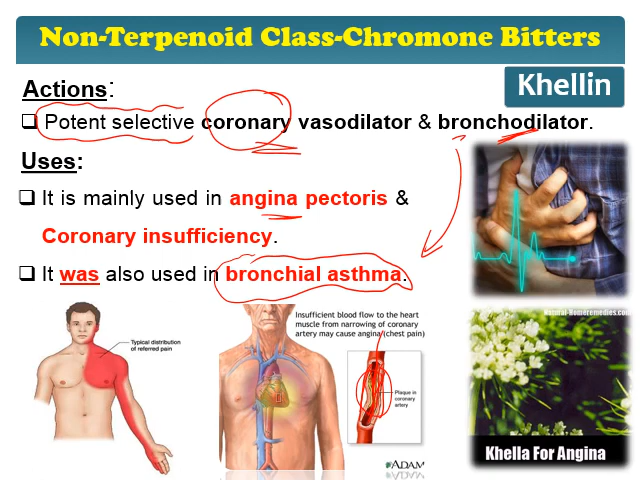 Non-Terpenoid Class-Chromone Bitters
Khellin
Actions:
❑ Potent selective coronary vasodilator & bronchodilator.
Uses:
❑ It is mainly used in angina pectoris &
Coronary insufficiency.
❑ It was also used in bronchial asthma.
Typical distribution
of referred pain
Insufficient blood flow to the heart
muscle from narrowing of coronary
artery may cause angina (chest pain)
Plaque in
coronary
artery
ADAM
Natural-Homeremedies.com
Khella For Angina